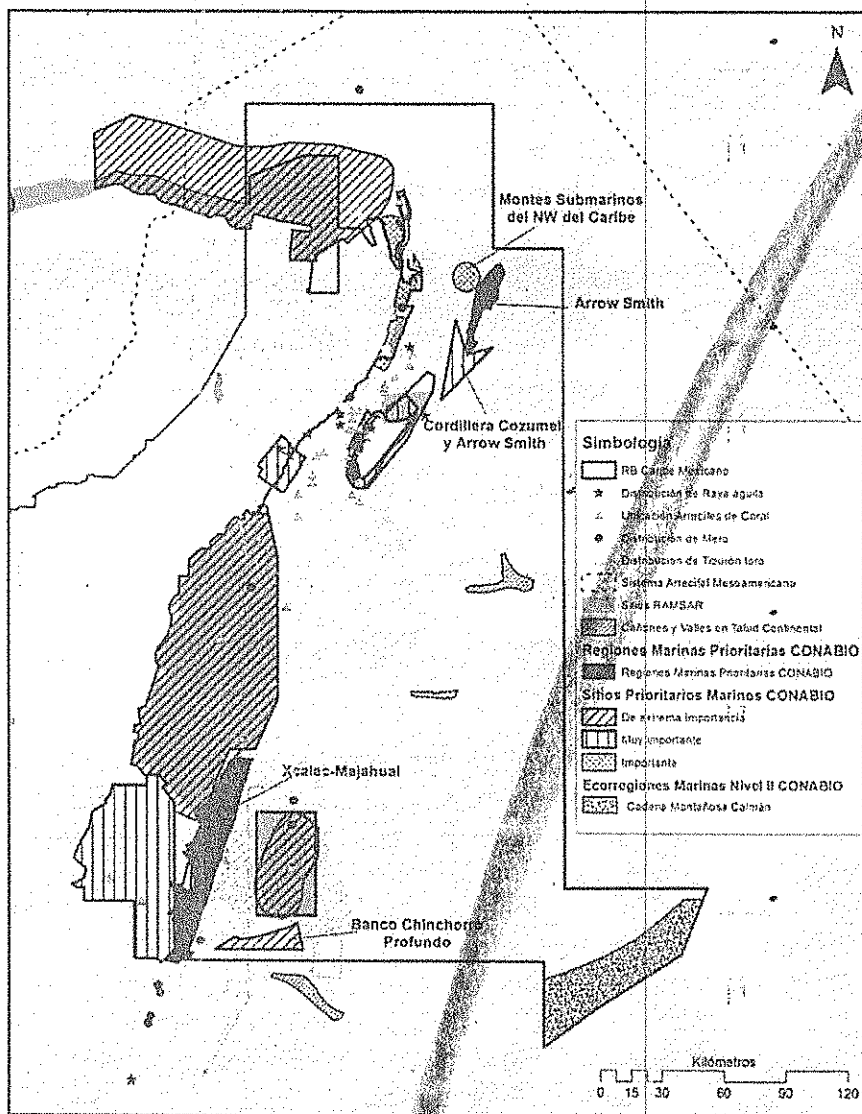 N
Montes Submarinos
del NW del Caribe
Arrow Smith
Cordillera Cozumel
y Arrow Smith
Simbología
RB Caribe Mexicano
Distribución de Raya águila
Ubicación Arrecifes de Coral
Distribución de Mero
Distribución de Tiburón toro
Sistema Arrecifal Mesoamericano
Sitios RAMSAR
Cañones y Valles en Talud Continental
Regiones Marinas Prioritarias CONABIO
Regiones Marinas Prioritarias CONABIO
Sitios Prioritarios Marinos CONABIO
De extrema importancia
Muy importante
Importante
Ecorregiones Marinas Nivel II CONABIO
Cadena Montañosa Caimán
Xcalac-Majahual
Banco Chinchorro
Profundo
Kilómetros
0 15 30 60 90 120